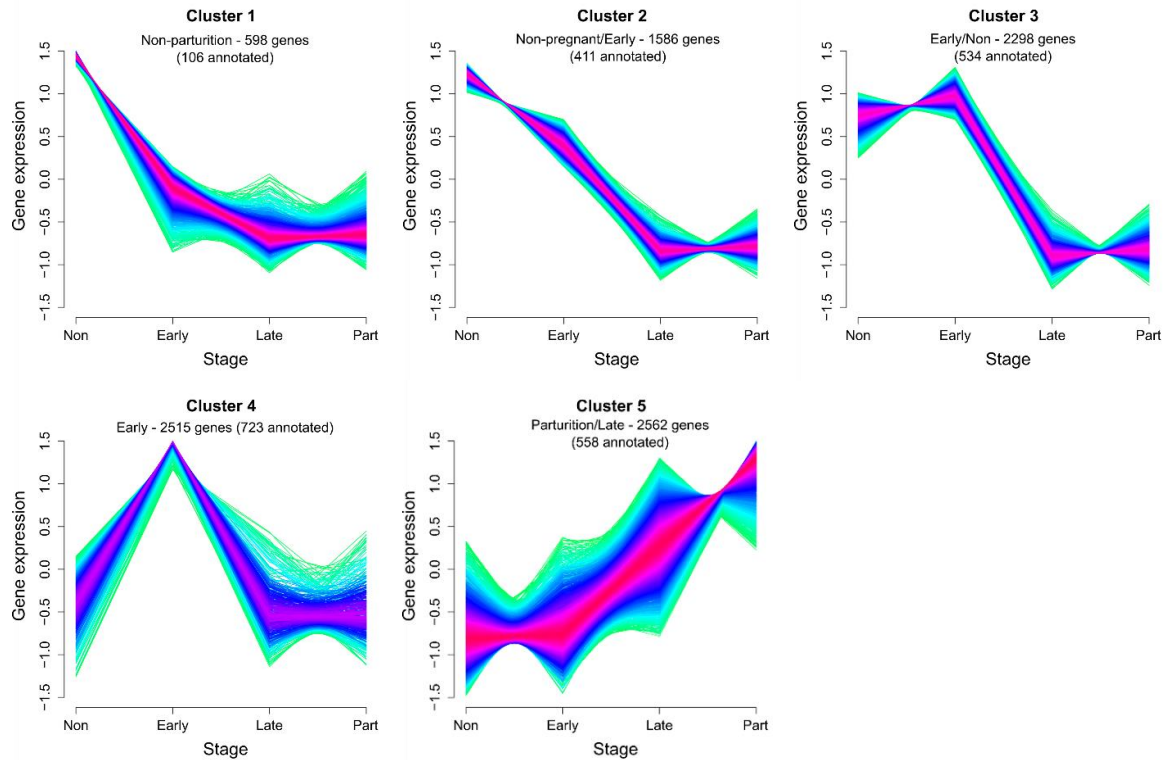 Cluster 1
Non-parturition - 598 genes
(106 annotated)
Gene expression
1.5
1.0
0.5
0.0
−0.5
−1.0
−1.5
Non Early Late Part
Stage
Cluster 2
Non-pregnant/Early - 1586 genes
(411 annotated)
Gene expression
1.5
1.0
0.5
0.0
−0.5
−1.0
−1.5
Non Early Late Part
Stage
Cluster 3
Early/Non - 2298 genes
(534 annotated)
Gene expression
1.5
1.0
0.5
0.0
−0.5
−1.0
−1.5
Non Early Late Part
Stage
Cluster 4
Early - 2515 genes (723 annotated)
Gene expression
1.5
1.0
0.5
0.0
−0.5
−1.0
−1.5
Non Early Late Part
Stage
Cluster 5
Parturition/Late - 2562 genes
(558 annotated)
Gene expression
1.5
1.0
0.5
0.0
−0.5
−1.0
−1.5
Non Early Late Part
Stage